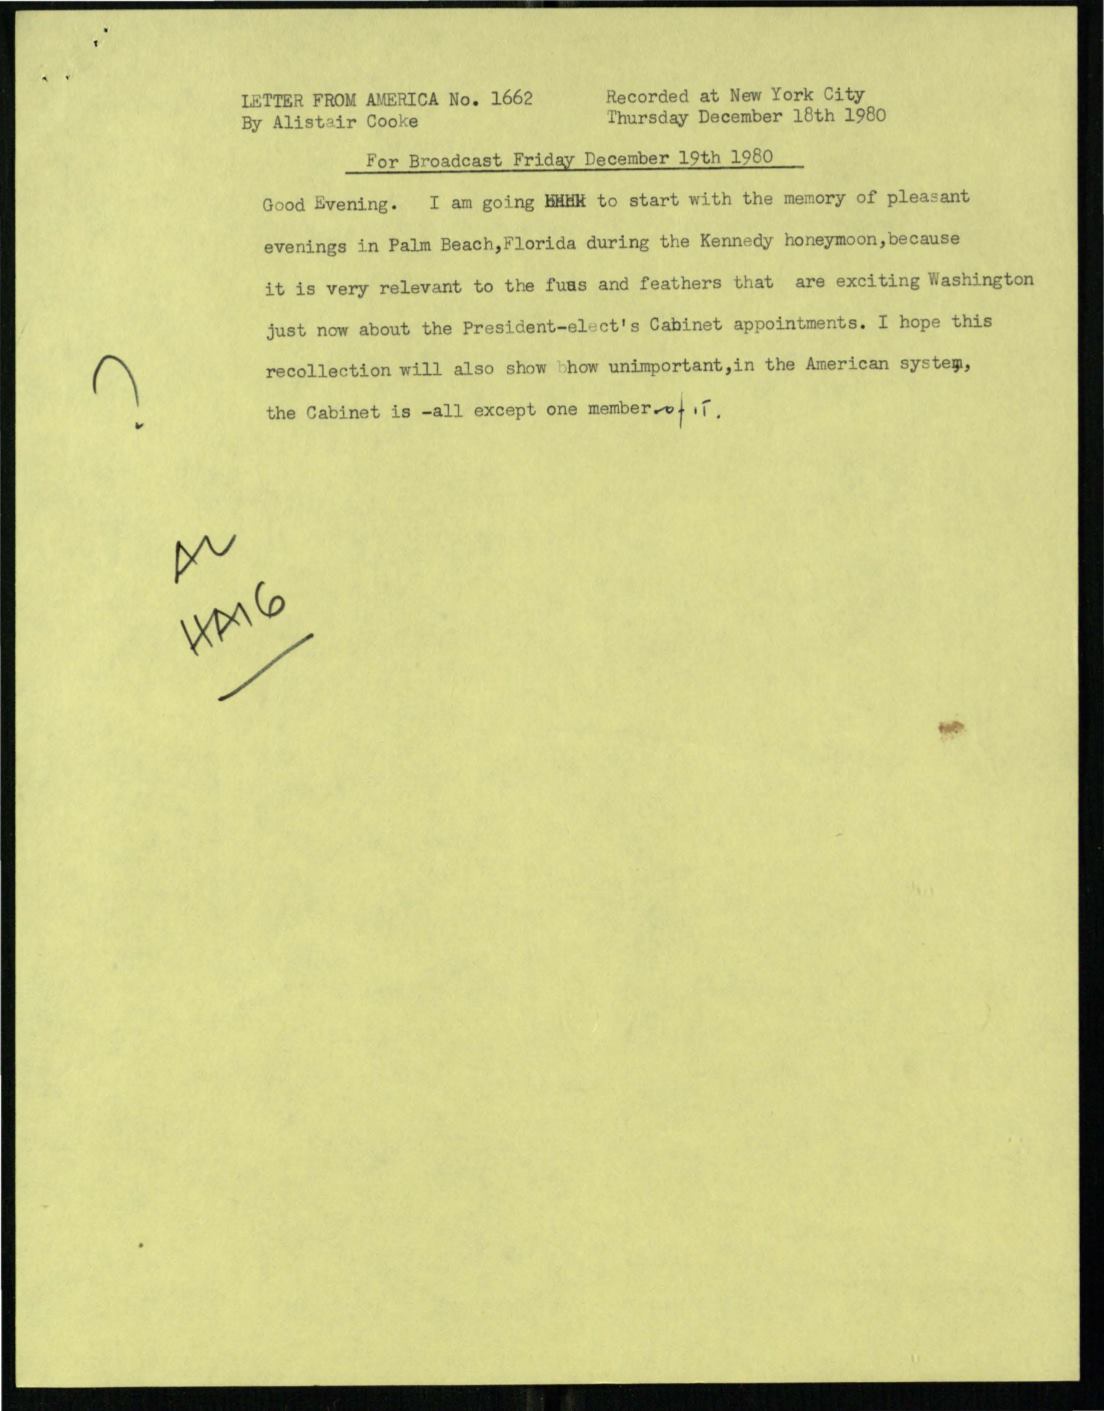 LETTER FROM AMERICA No. 1662
By Alistair Cooke
Recorded at New York City
Thursday December 18th 1980
For Broadcast Friday December 19th 1980
Good Evening. I am going to start with the memory of pleasant
evenings in Palm Beach,Florida during the Kennedy honeymoon,because
it is very relevant to the fuss and feathers that are exciting Washington
just now about the President-elect's Cabinet appointments. I hope this
recollection will also show how unimportant,in the American system,
the Cabinet is -all except one member of it.
?
AL
HAIG